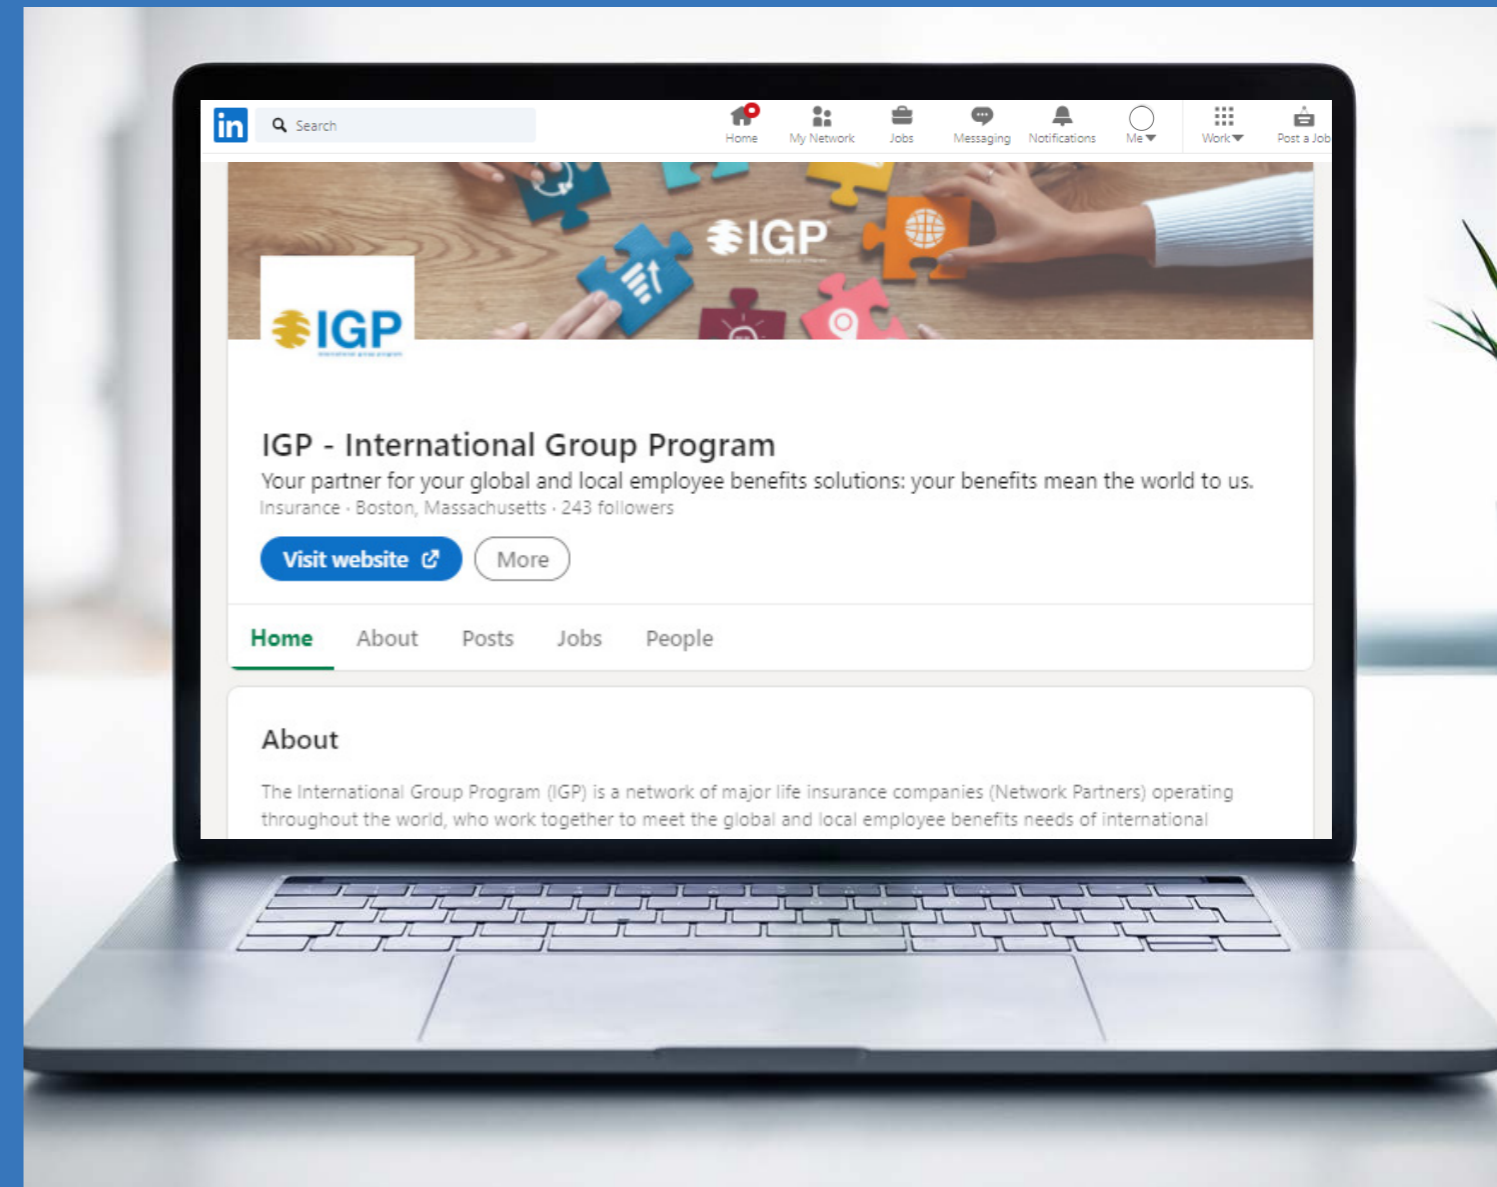 in
Search
Home
My Network
Jobs
Messaging
Notifications
Me
Work
Post a Job
IGP
IGP
international group program
IGP - International Group Program
Your partner for your global and local employee benefits solutions: your benefits mean the world to us.
Insurance · Boston, Massachusetts · 243 followers
Visit website
More
Home
About
Posts
Jobs
People
About
The International Group Program (IGP) is a network of major life insurance companies (Network Partners) operating
throughout the world, who work together to meet the global and local employee benefits needs of international